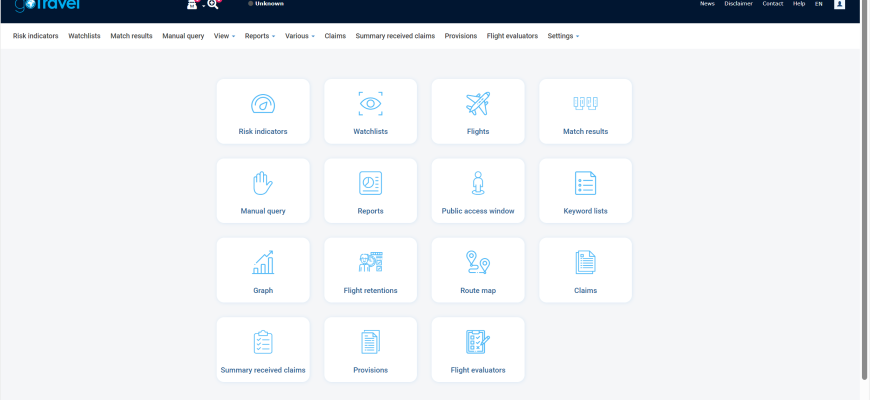 goTravel
Unknown
News Disclaimer Contact Help EN
Risk indicators Watchlists Match results Manual query View Reports Various Claims Summary received claims Provisions Flight evaluators Settings
Risk indicators Watchlists Flights Match results
Manual query Reports Public access window Keyword lists
Graph Flight retentions Route map Claims
Summary received claims Provisions Flight evaluators